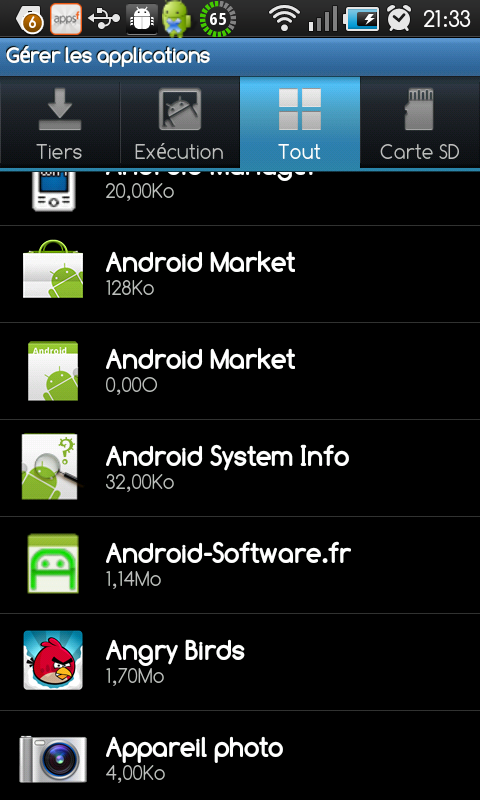 6
apps
65
21:33
Gérer les applications
Tiers
Exécution
Tout
Carte SD
20,00Ko
Android Market
128Ko
Android
Android Market
0,00O
Android System Info
32,00Ko
Android-Software.fr
1,14Mo
Angry Birds
1,70Mo
Appareil photo
4,00Ko